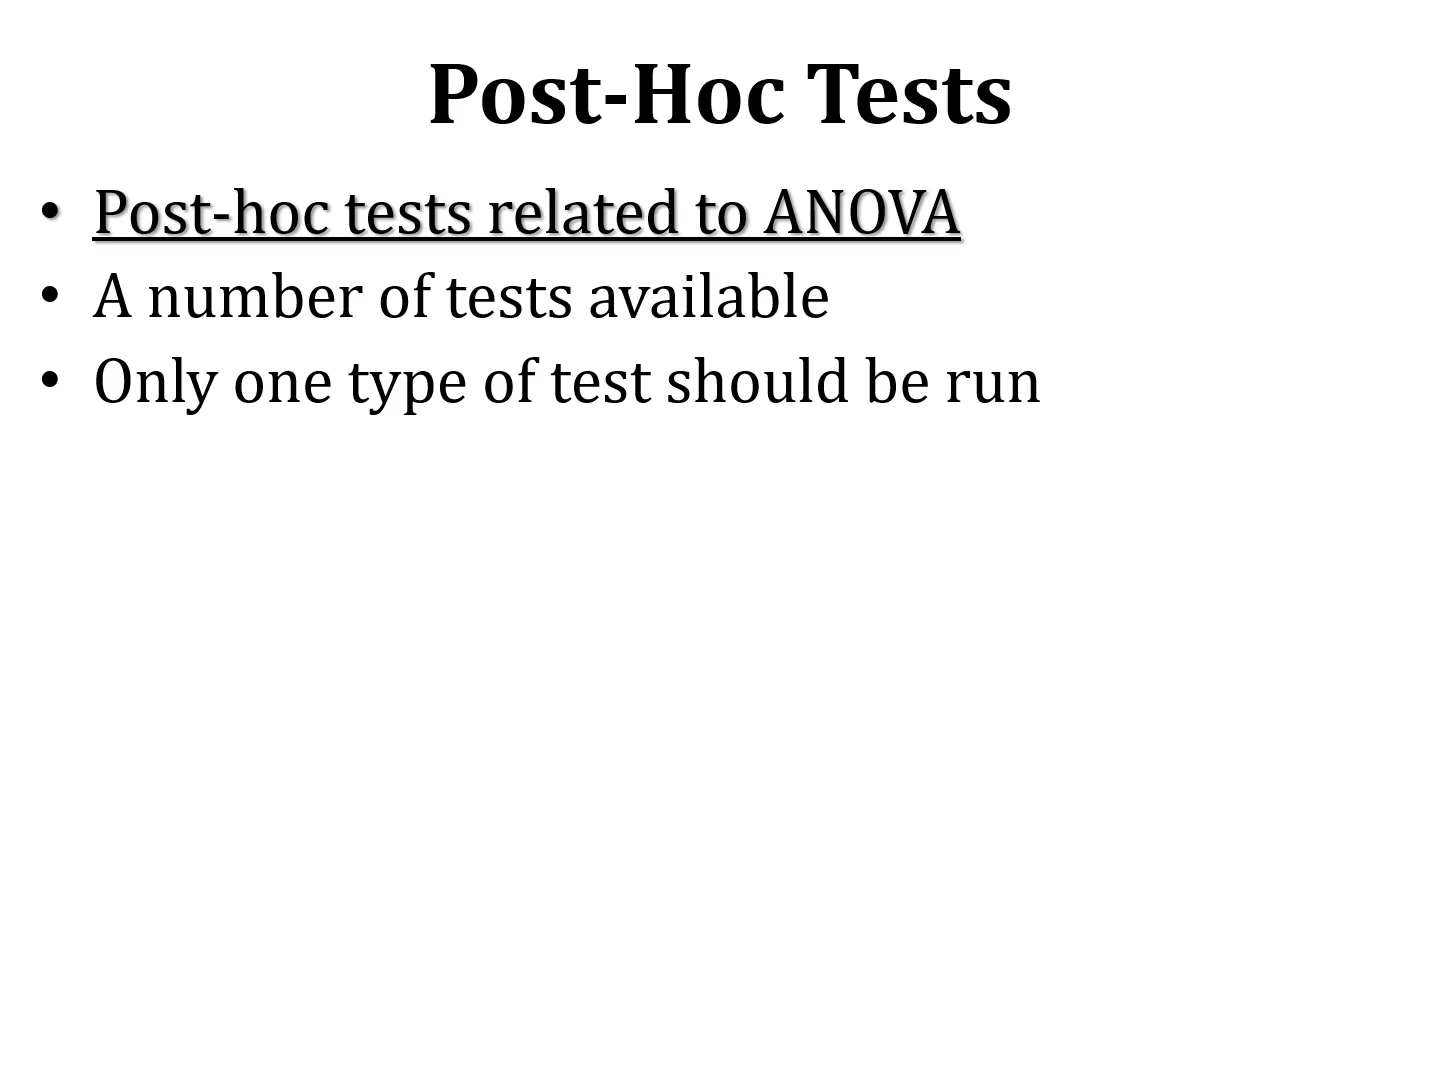 Post-Hoc Tests
• Post-hoc tests related to ANOVA
• A number of tests available
• Only one type of test should be run